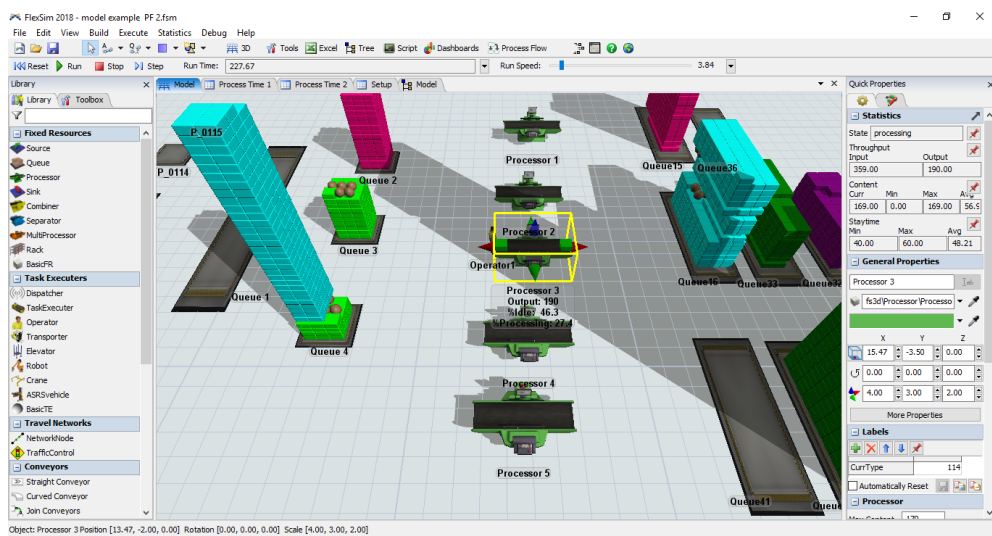 FlexSim 2018 - model example PF 2.fsm
File Edit View Build Execute Statistics Debug Help
3D Tools Excel Tree Script Dashboards Process Flow
Reset Run Stop Step Run Time: 227.67 Run Speed: 3.84
Library
Library Toolbox
Fixed Resources
Source
Queue
Processor
Sink
Combiner
Separator
MultiProcessor
Rack
BasicFR
Task Executers
Dispatcher
TaskExecuter
Operator
Transporter
Elevator
Robot
Crane
ASRSvehicle
BasicTE
Travel Networks
NetworkNode
TrafficControl
Conveyors
Straight Conveyor
Curved Conveyor
Join Conveyors
Model Process Time 1 Process Time 2 Setup Model
P_0115
P_0114
Queue 2
Queue 3
Queue 1
Queue 4
Processor 1
Processor 2
Operator1
Processor 3
Output: 190
%Idle: 46.3
%Processing: 27.4
Processor 4
Processor 5
Queue15 Queue36
Queue16 Queue33 Queue32
Queue41
Quick Properties
Statistics
State processing
Throughput
Input Output
359.00 190.00
Content
Curr Min Max
169.00 0.00 169.00 56.9
Staytime
Min Max Avg
40.00 60.00 48.21
General Properties
Processor 3
fs3d\Processor\Processo
X Y Z
15.47 -3.50 0.00
0.00 0.00 0.00
4.00 3.00 2.00
More Properties
Labels
CurrType 114
Automatically Reset
Processor
Object: Processor 3 Position [13.47, -2.00, 0.00] Rotation [0.00, 0.00, 0.00] Scale [4.00, 3.00, 2.00]